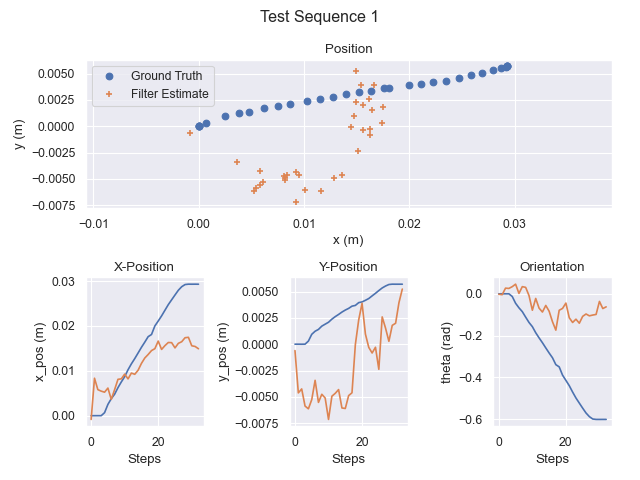 Test Sequence 1
Position
Ground Truth
Filter Estimate
y (m)
0.0050
0.0025
0.0000
−0.0025
−0.0050
−0.0075
−0.01
0.00
0.01
0.02
0.03
x (m)
X-Position
x_pos (m)
0.03
0.02
0.01
0.00
0
20
Steps
Y-Position
y_pos (m)
0.0050
0.0025
0.0000
−0.0025
−0.0050
−0.0075
0
20
Steps
Orientation
theta (rad)
0.0
−0.2
−0.4
−0.6
0
20
Steps